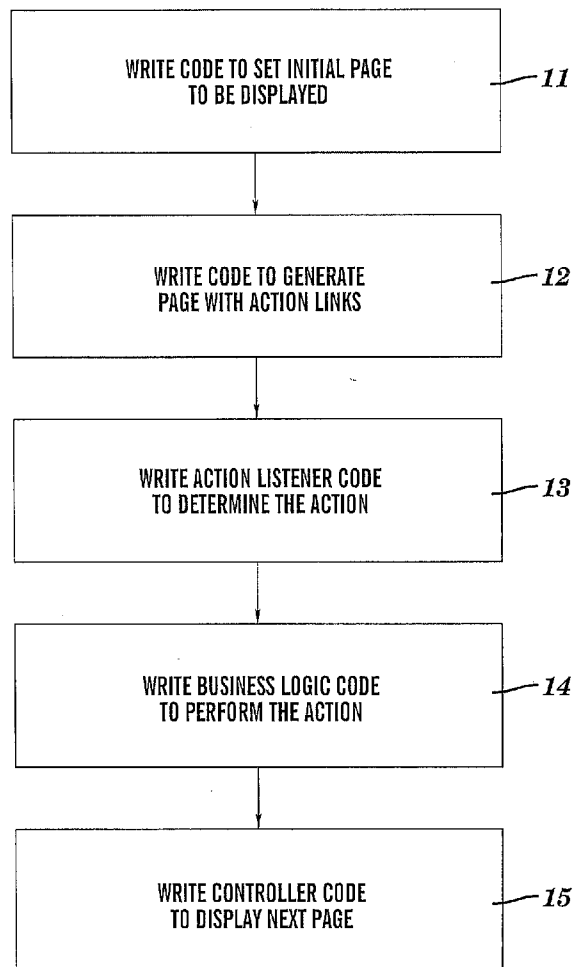 WRITE CODE TO SET INITIAL PAGE
TO BE DISPLAYED
11
WRITE CODE TO GENERATE
PAGE WITH ACTION LINKS
12
WRITE ACTION LISTENER CODE
TO DETERMINE THE ACTION
13
WRITE BUSINESS LOGIC CODE
TO PERFORM THE ACTION
14
WRITE CONTROLLER CODE
TO DISPLAY NEXT PAGE
15